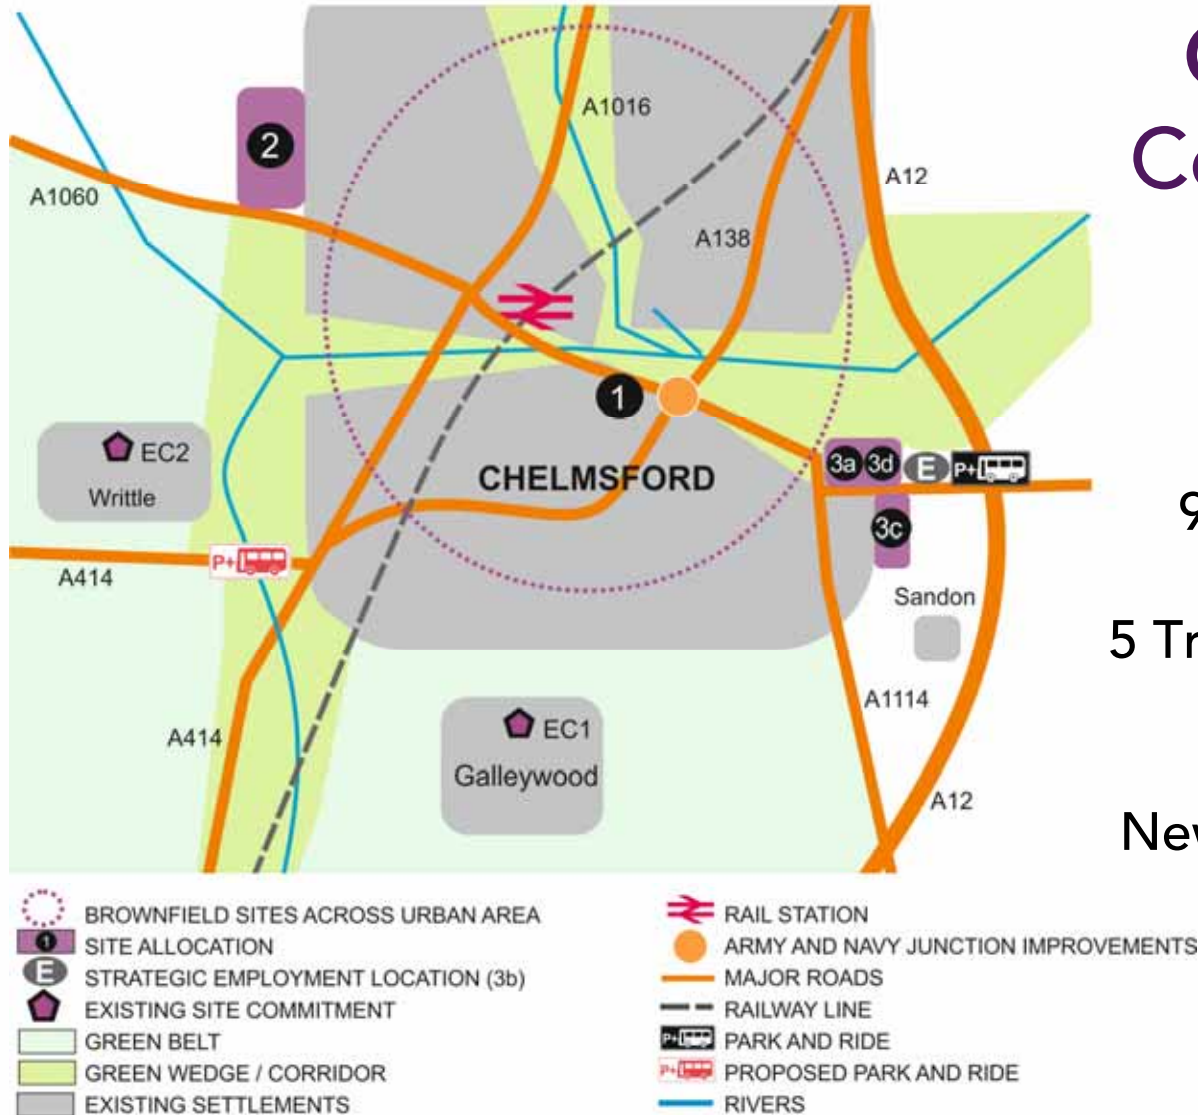 A1016
2
A12
A1060
A138
1
EC2
Writtle
CHELMSFORD
3a
3d
E
P+
3c
P+
A414
Sandon
A1114
A414
EC1
Galleywood
A12
5
New
BROWNFIELD SITES ACROSS URBAN AREA
1 SITE ALLOCATION
E STRATEGIC EMPLOYMENT LOCATION (3b)
EXISTING SITE COMMITMENT
GREEN BELT
GREEN WEDGE / CORRIDOR
EXISTING SETTLEMENTS
RAIL STATION
ARMY AND NAVY JUNCTION IMPROVEMENTS
MAJOR ROADS
RAILWAY LINE
P+ PARK AND RIDE
P+ PROPOSED PARK AND RIDE
RIVERS